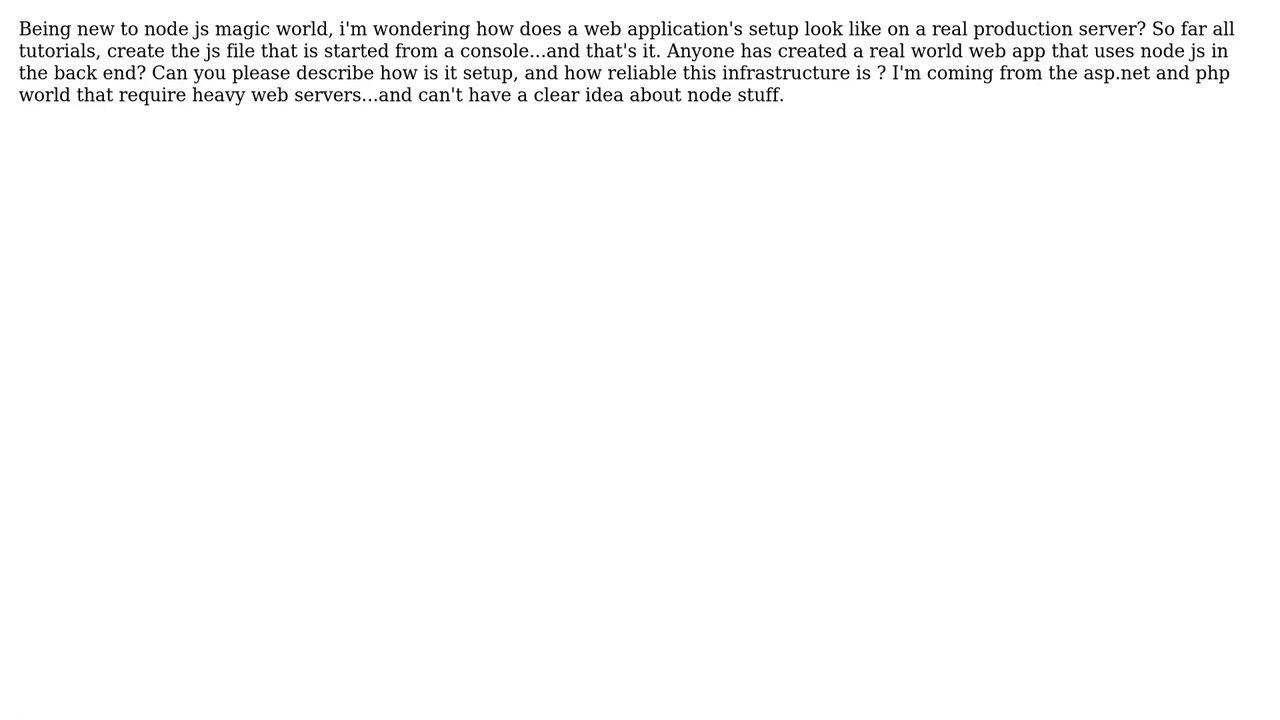 Being new to node js magic world, i'm wondering how does a web application's setup look like on a real production server? So far all
tutorials, create the js file that is started from a console...and that's it. Anyone has created a real world web app that uses node js in
the back end? Can you please describe how is it setup, and how reliable this infrastructure is ? I'm coming from the asp.net and php
world that require heavy web servers...and can't have a clear idea about node stuff.